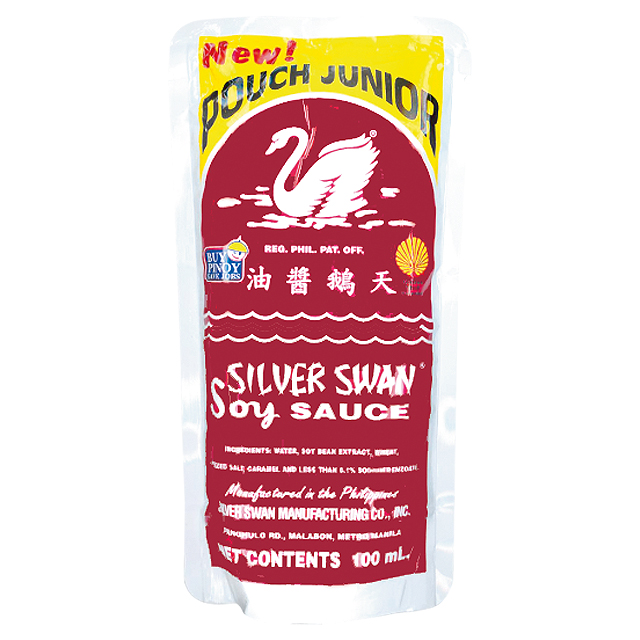 New!
POUCH JUNIOR
®
REG. PHIL. PAT. OFF.
BUY
PINOY
油醬鵝天
SILVER SWAN®
Soy SAUCE
INGREDIENTS: WATER, SOY BEAN EXTRACT, WHEAT,
SALT, CARAMEL AND LESS THAN 0.1% SODIUM BENZOATE.
Manufactured in the Philippines
SILVER SWAN MANUFACTURING CO., INC.
RD., MALABON, METRO MANILA
NET CONTENTS 100 mL.